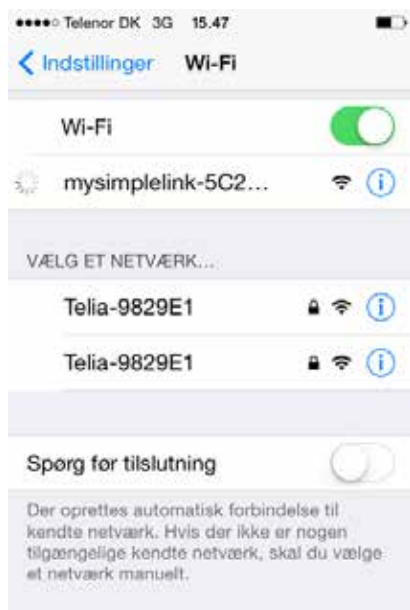 Telenor DK 3G 15.47
Indstillinger Wi-Fi
Wi-Fi
mysimplelink-5C2...
VÆLG ET NETVÆRK...
Telia-9829E1
Telia-9829E1
Spørg før tilslutning
Der oprettes automatisk forbindelse til
kendte netværk. Hvis der ikke er nogen
tilgængelige kendte netværk, skal du vælge
et netværk manuelt.